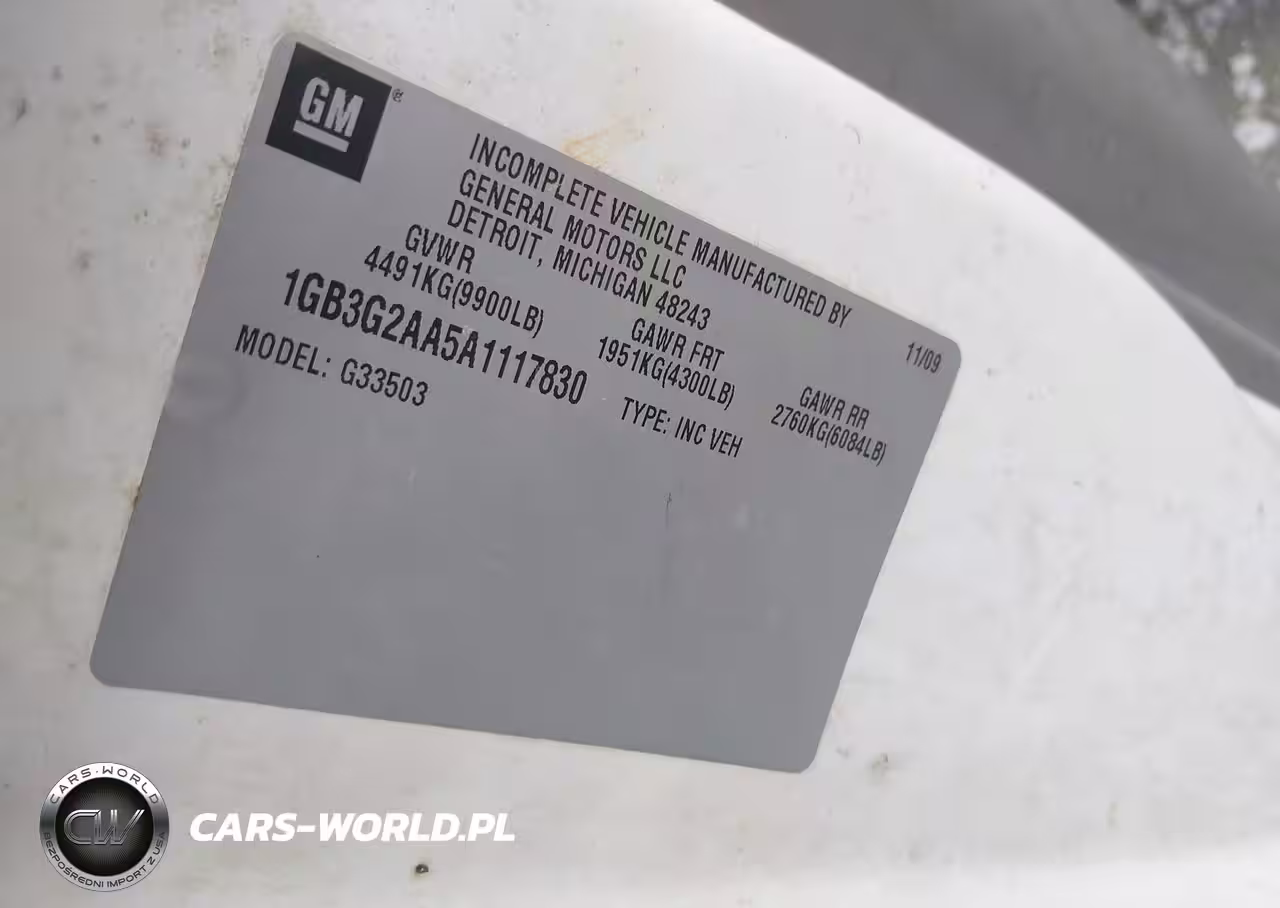 GM ®
INCOMPLETE VEHICLE MANUFACTURED BY
GENERAL MOTORS LLC
DETROIT, MICHIGAN 48243
11/09
GVWR GAWR FRT GAWR RR
4491KG(9900LB) 1951KG(4300LB) 2760KG(6084LB)
1GB3G2AA5A1117830 TYPE: INC VEH
MODEL: G33503
CARS-WORLD
CW
BEZPOŚREDNI IMPORT Z USA
CARS-WORLD.PL